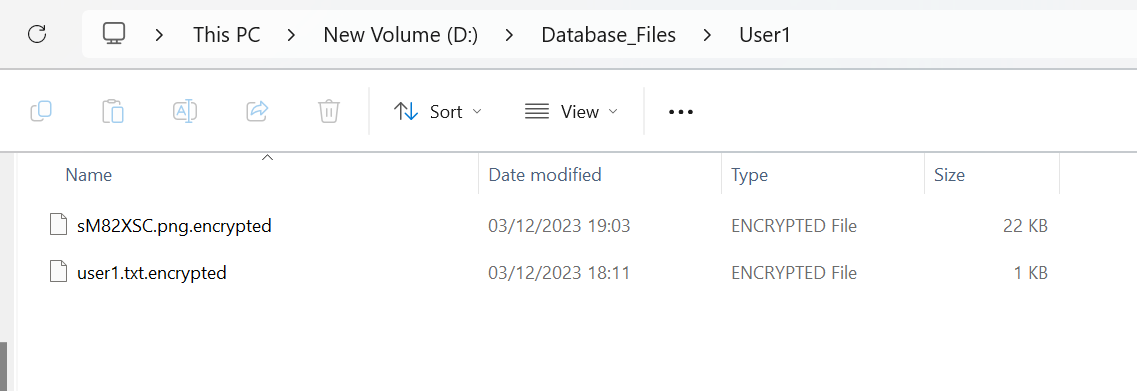 This PC > New Volume (D:) > Database_Files > User1
Sort View
Name Date modified Type Size
sM82XSC.png.encrypted 03/12/2023 19:03 ENCRYPTED File 22 KB
user1.txt.encrypted 03/12/2023 18:11 ENCRYPTED File 1 KB